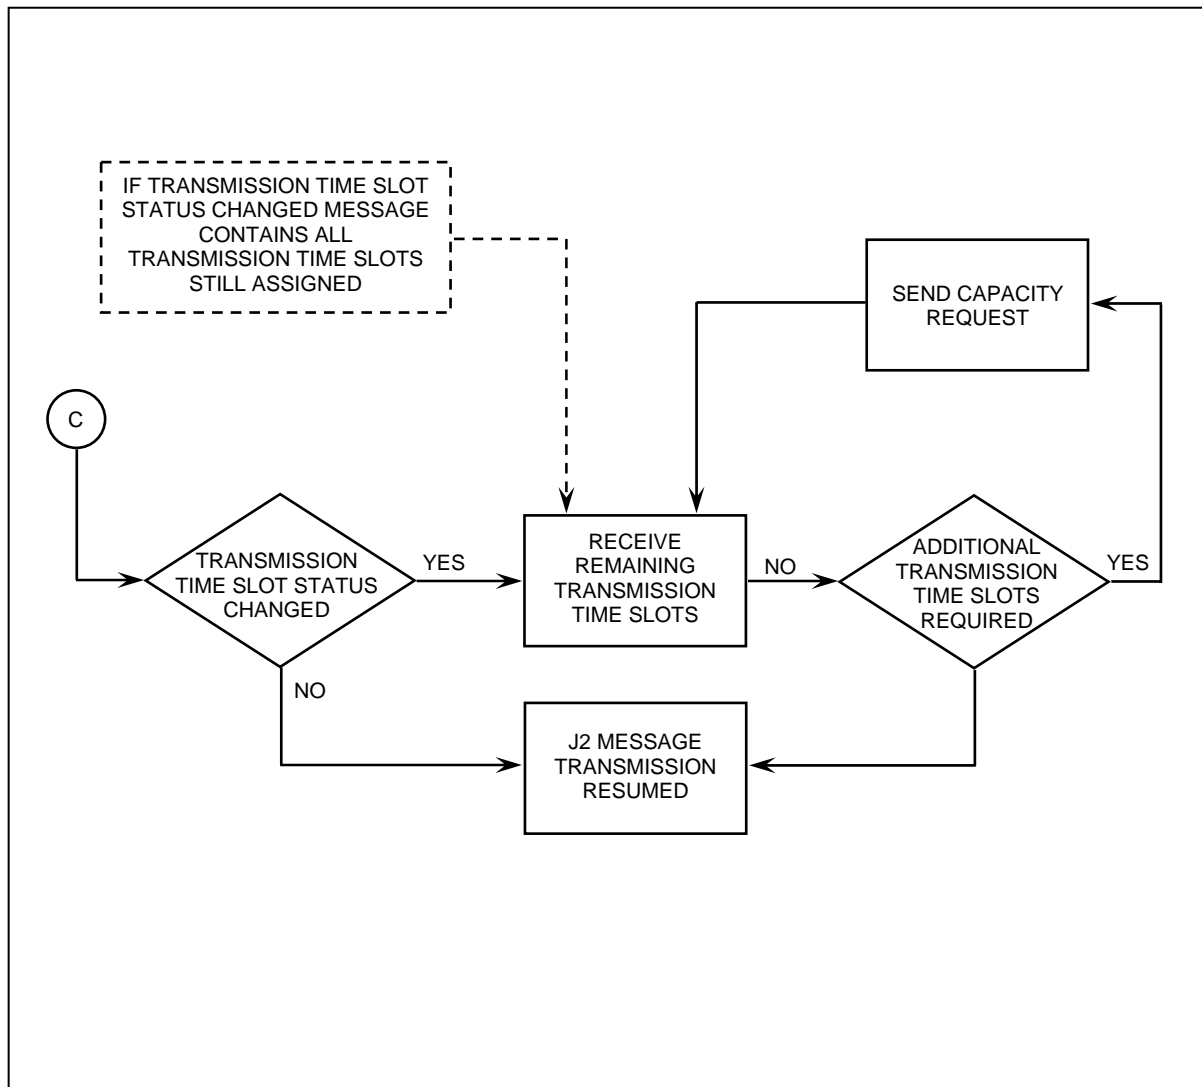 IF TRANSMISSION TIME SLOT
STATUS CHANGED MESSAGE
CONTAINS ALL
TRANSMISSION TIME SLOTS
STILL ASSIGNED
SEND CAPACITY
REQUEST
C
TRANSMISSION
TIME SLOT STATUS
CHANGED
YES
RECEIVE
REMAINING
TRANSMISSION
TIME SLOTS
NO
ADDITIONAL
TRANSMISSION
TIME SLOTS
REQUIRED
YES
NO
J2 MESSAGE
TRANSMISSION
RESUMED